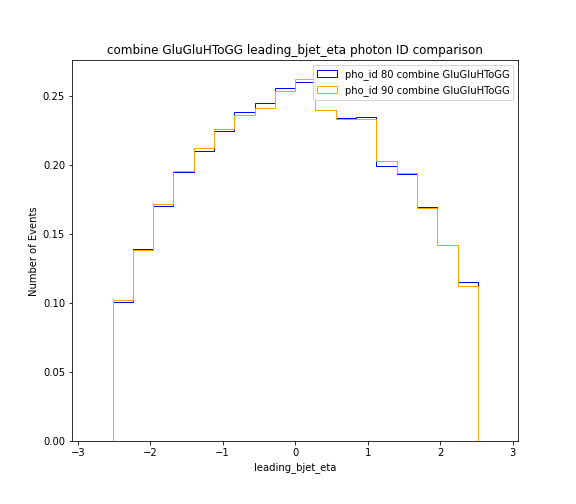 combine GluGluHToGG leading_bjet_eta photon ID comparison
pho_id 80 combine GluGluHToGG
pho_id 90 combine GluGluHToGG
Number of Events
0.25
0.20
0.15
0.10
0.05
0.00
−3
−2
−1
0
1
2
3
leading_bjet_eta